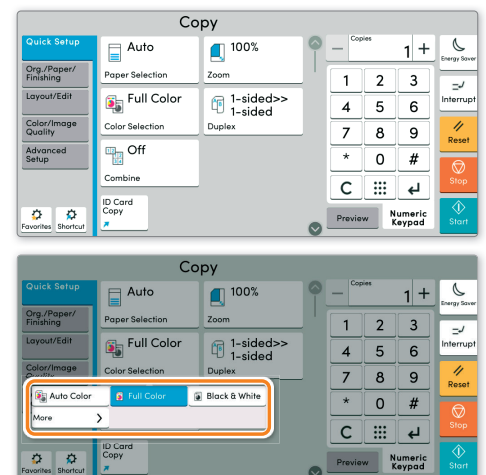 Copy
Quick Setup
Org./Paper/
Finishing
Layout/Edit
Color/Image
Quality
Advanced
Setup
Favorites
Shortcut
Auto
Paper Selection
100%
Zoom
Full Color
Color Selection
1-sided>>
1-sided
Duplex
Off
Combine
ID Card
Copy
Copies
— 1 +
1 2 3
4 5 6
7 8 9
* 0 #
C
Preview
Numeric
Keypad
Energy Saver
Interrupt
Reset
Stop
Start
Copy
Quick Setup
Org./Paper/
Finishing
Layout/Edit
Color/Image
Auto
Paper Selection
100%
Zoom
Full Color
Color Selection
1-sided>>
1-sided
Duplex
Auto Color
Full Color
Black & White
More >
ID Card
Copy
Favorites
Shortcut
Copies
— 1 +
1 2 3
4 5 6
7 8 9
* 0 #
C
Preview
Numeric
Keypad
Energy Saver
Interrupt
Reset
Stop
Start